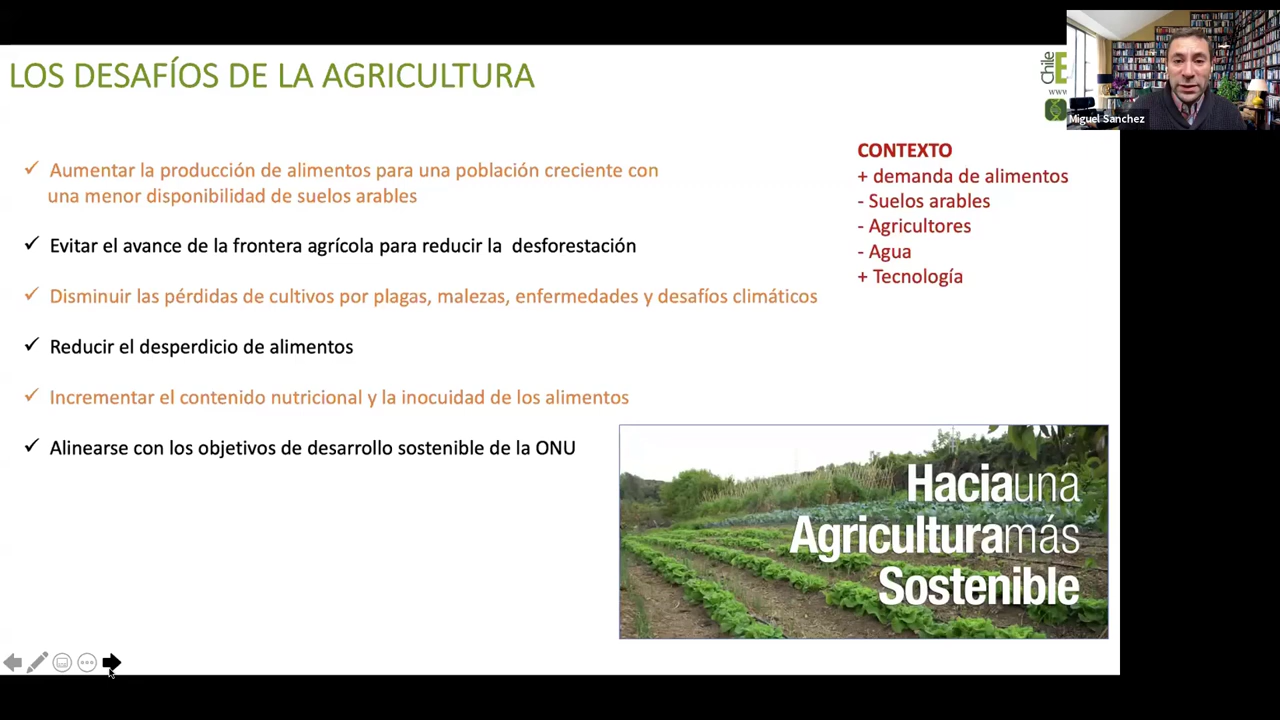 LOS DESAFÍOS DE LA AGRICULTURA
chile
www
Miguel Sanchez
Aumentar la producción de alimentos para una población creciente con
una menor disponibilidad de suelos arables
Evitar el avance de la frontera agrícola para reducir la desforestación
Disminuir las pérdidas de cultivos por plagas, malezas, enfermedades y desafíos climáticos
Reducir el desperdicio de alimentos
Incrementar el contenido nutricional y la inocuidad de los alimentos
Alinearse con los objetivos de desarrollo sostenible de la ONU
CONTEXTO
+ demanda de alimentos
- Suelos arables
- Agricultores
- Agua
+ Tecnología
Haciauna
Agriculturamás
Sostenible